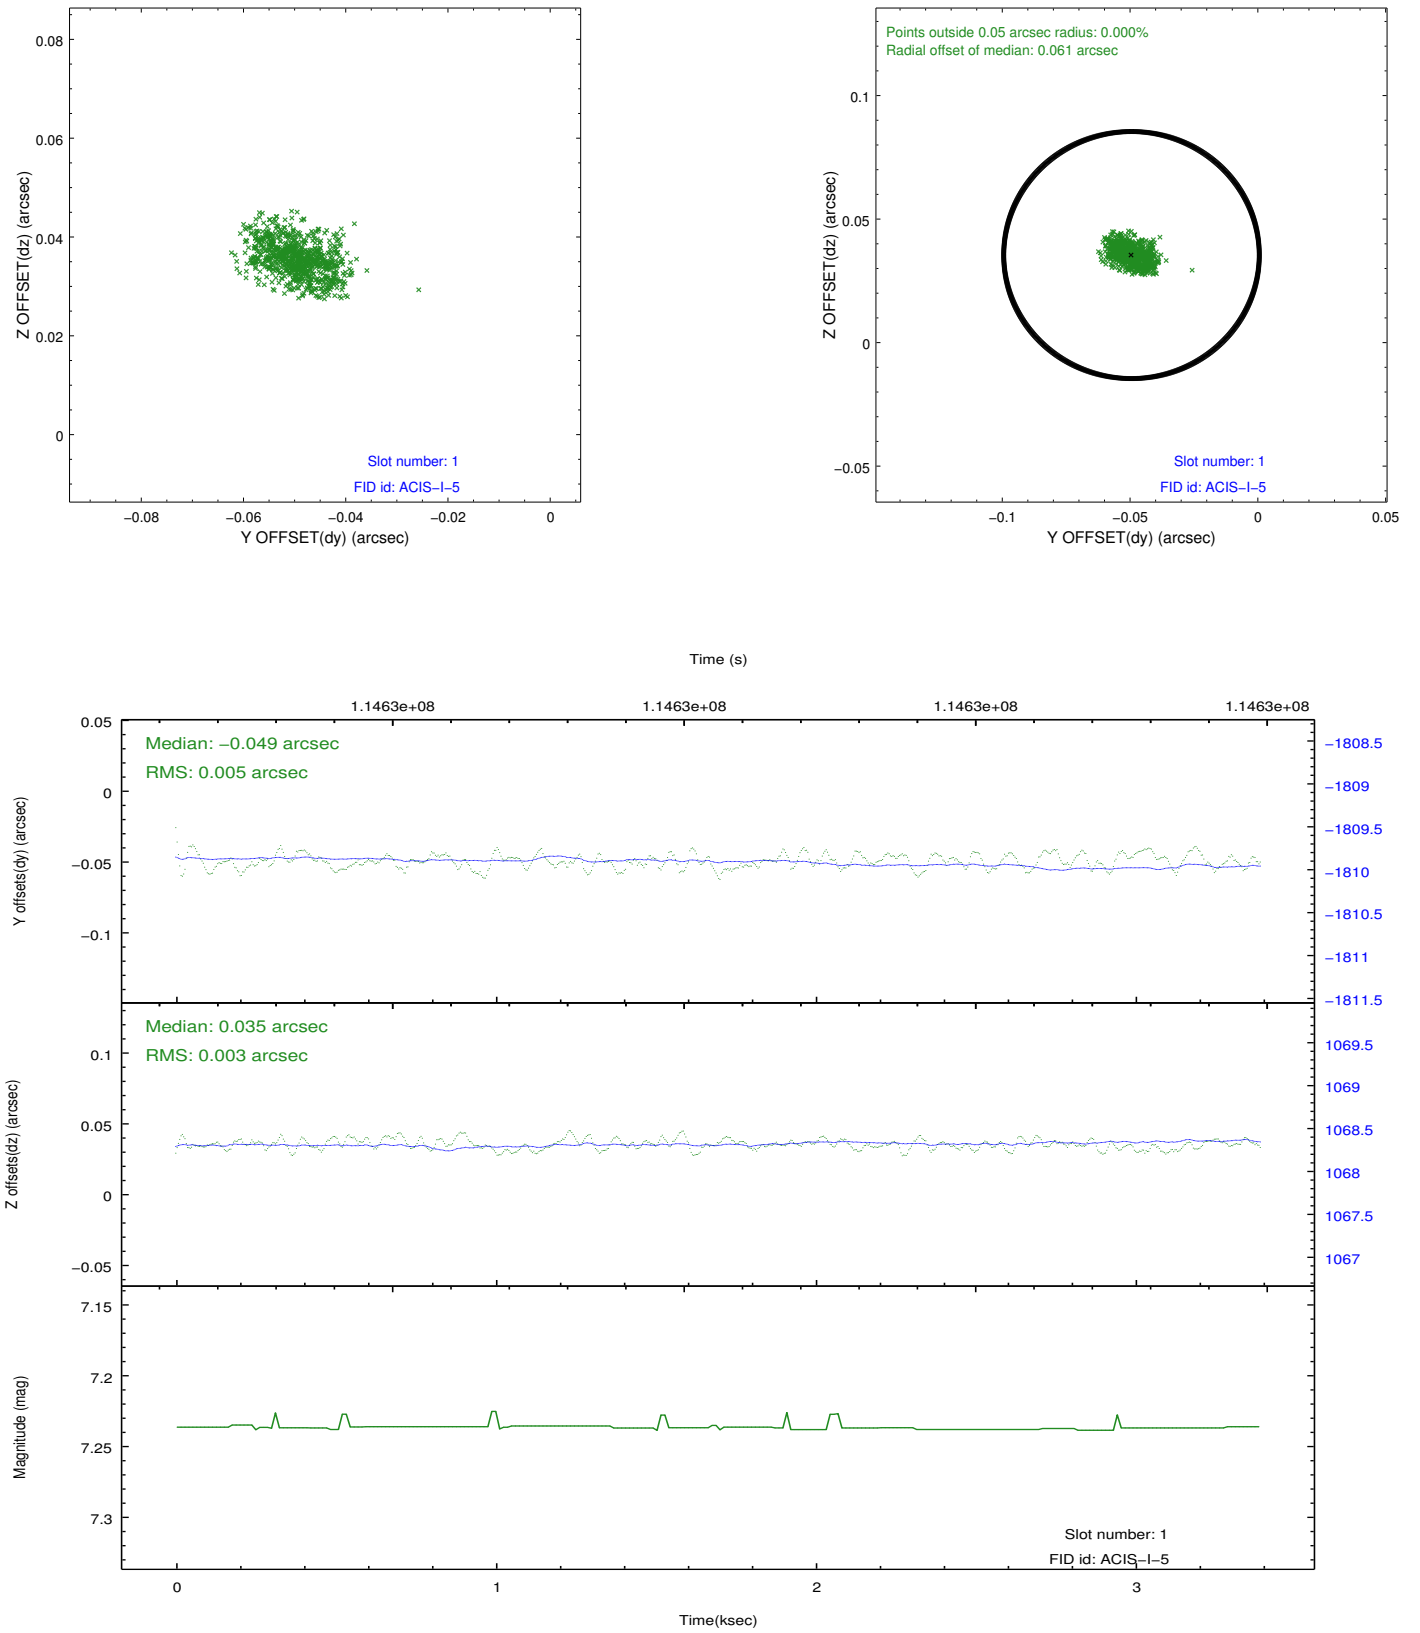 0.08
0.06
0.04
0.02
0
Z OFFSET(dz) (arcsec)
Slot number: 1
FID id: ACIS−I−5
−0.08 −0.06 −0.04 −0.02 0
Y OFFSET(dy) (arcsec)
Points outside 0.05 arcsec radius: 0.000%
Radial offset of median: 0.061 arcsec
0.1
0.05
0
−0.05
Z OFFSET(dz) (arcsec)
Slot number: 1
FID id: ACIS−I−5
−0.1 −0.05 0 0.05
Y OFFSET(dy) (arcsec)
Time (s)
1.1463e+08 1.1463e+08 1.1463e+08 1.1463e+08
Median: −0.049 arcsec
RMS: 0.005 arcsec
0.05
0
−0.05
−0.1
Y offsets(dy) (arcsec)
−1808.5
−1809
−1809.5
−1810
−1810.5
−1811
−1811.5
Median: 0.035 arcsec
RMS: 0.003 arcsec
0.1
0.05
0
−0.05
Z offsets(dz) (arcsec)
1069.5
1069
1068.5
1068
1067.5
1067
7.15
7.2
7.25
7.3
Magnitude (mag)
Slot number: 1
FID id: ACIS−I−5
0 1 2 3
Time(ksec)